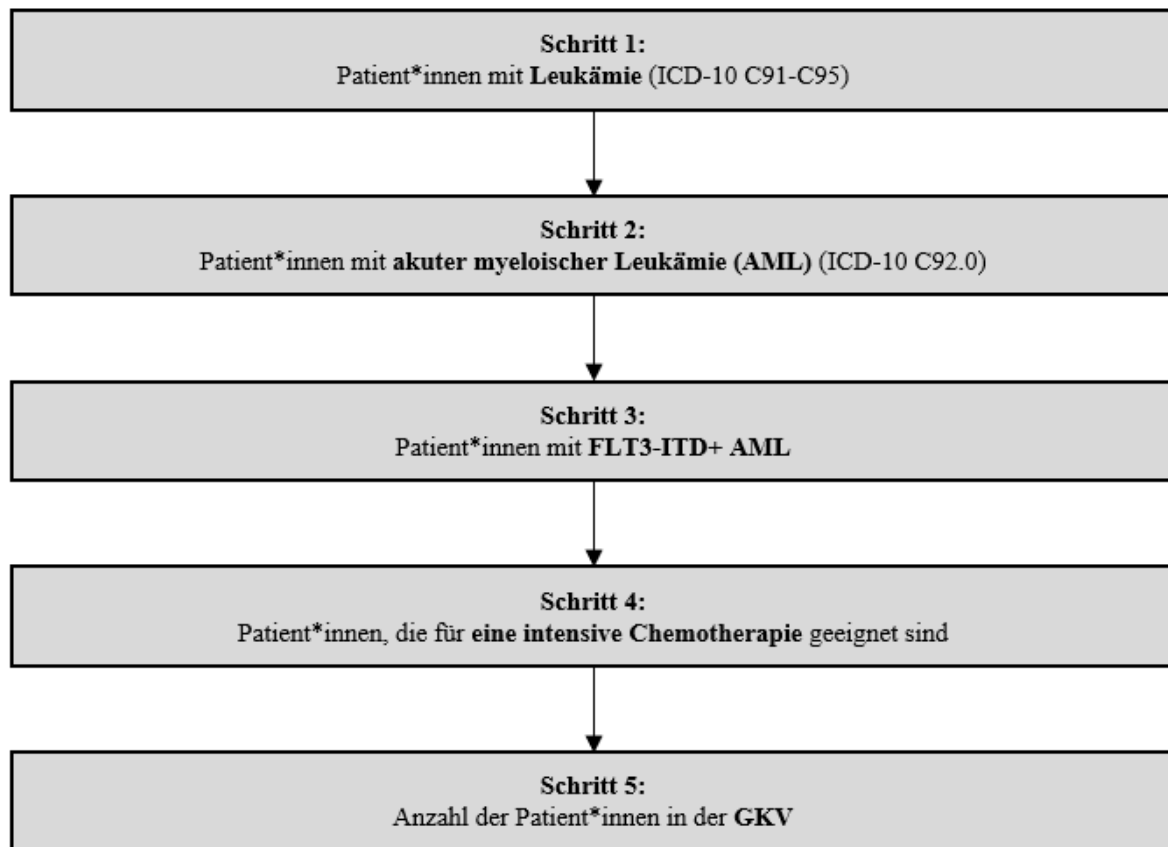 Schritt 1:
Patient*innen mit Leukämie (ICD-10 C91-C95)
Schritt 2:
Patient*innen mit akuter myeloischer Leukämie (AML) (ICD-10 C92.0)
Schritt 3:
Patient*innen mit FLT3-ITD+ AML
Schritt 4:
Patient*innen, die für eine intensive Chemotherapie geeignet sind
Schritt 5:
Anzahl der Patient*innen in der GKV